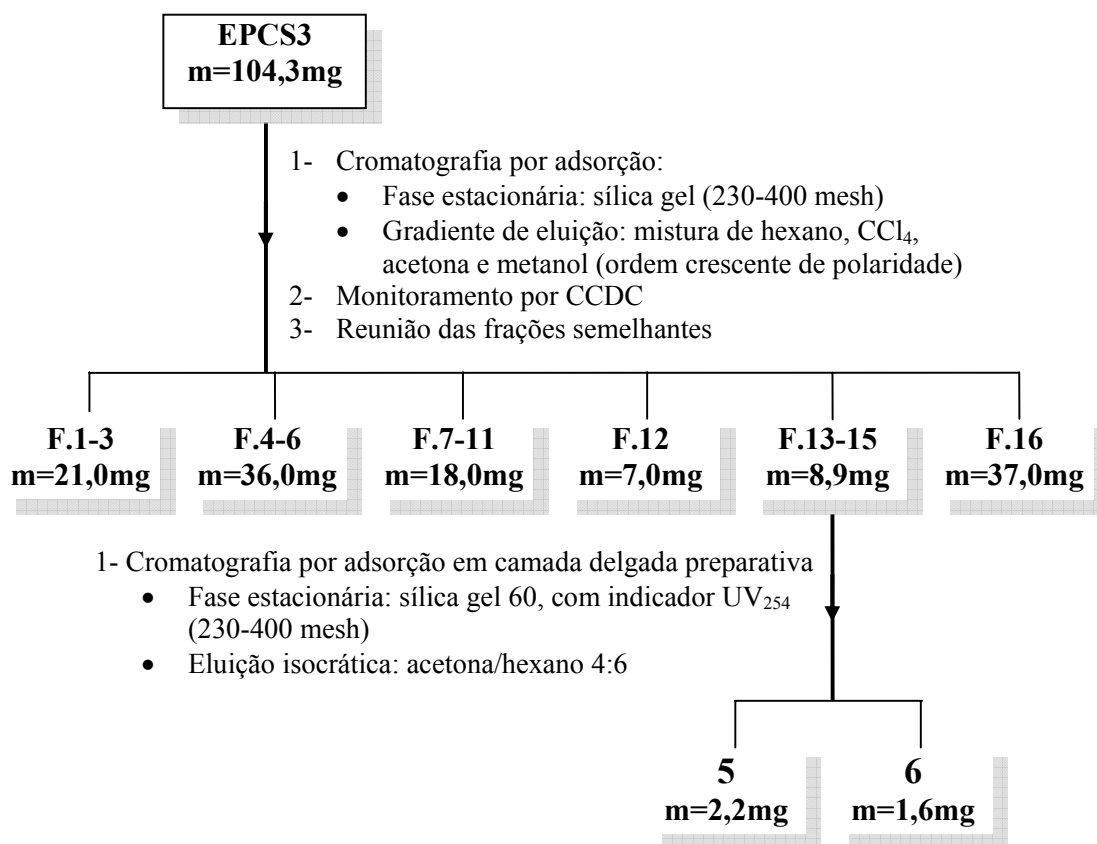 EPCS3
m=104,3mg
1- Cromatografia por adsorção:
• Fase estacionária: sílica gel (230-400 mesh)
• Gradiente de eluição: mistura de hexano, CCl₄,
acetona e metanol (ordem crescente de polaridade)
2- Monitoramento por CCDC
3- Reunião das frações semelhantes
F.1-3 F.4-6 F.7-11 F.12 F.13-15 F.16
m=21,0mg m=36,0mg m=18,0mg m=7,0mg m=8,9mg m=37,0mg
1- Cromatografia por adsorção em camada delgada preparativa
• Fase estacionária: sílica gel 60, com indicador UV₂₅₄
(230-400 mesh)
• Eluição isocrática: acetona/hexano 4:6
5 6
m=2,2mg m=1,6mg